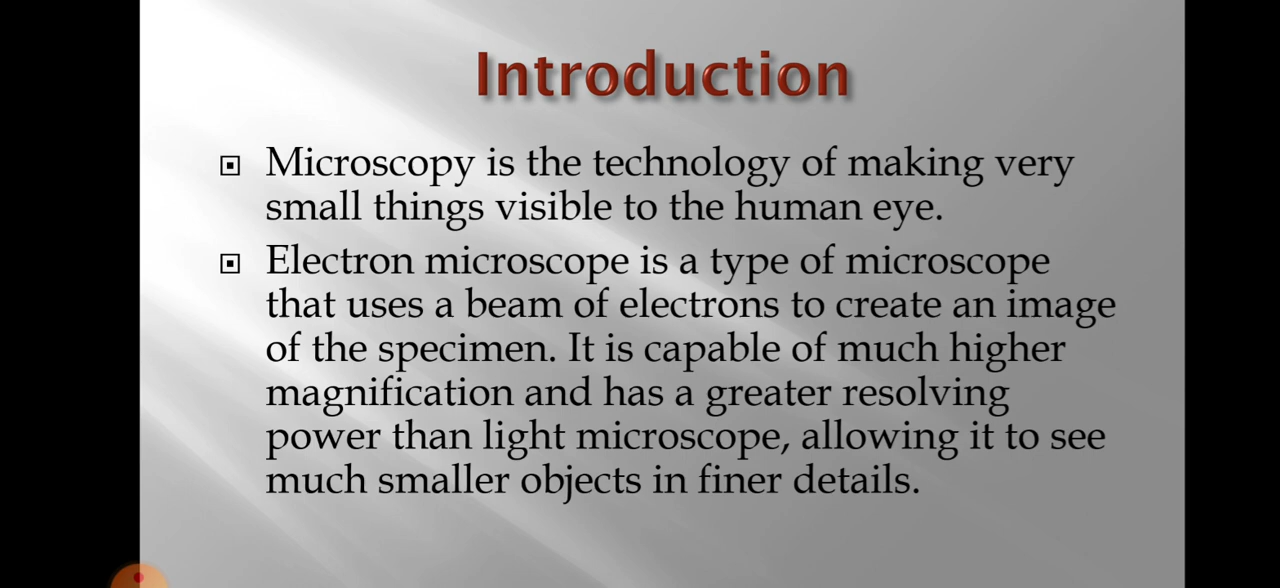 Introduction
Microscopy is the technology of making very
small things visible to the human eye.
Electron microscope is a type of microscope
that uses a beam of electrons to create an image
of the specimen. It is capable of much higher
magnification and has a greater resolving
power than light microscope, allowing it to see
much smaller objects in finer details.